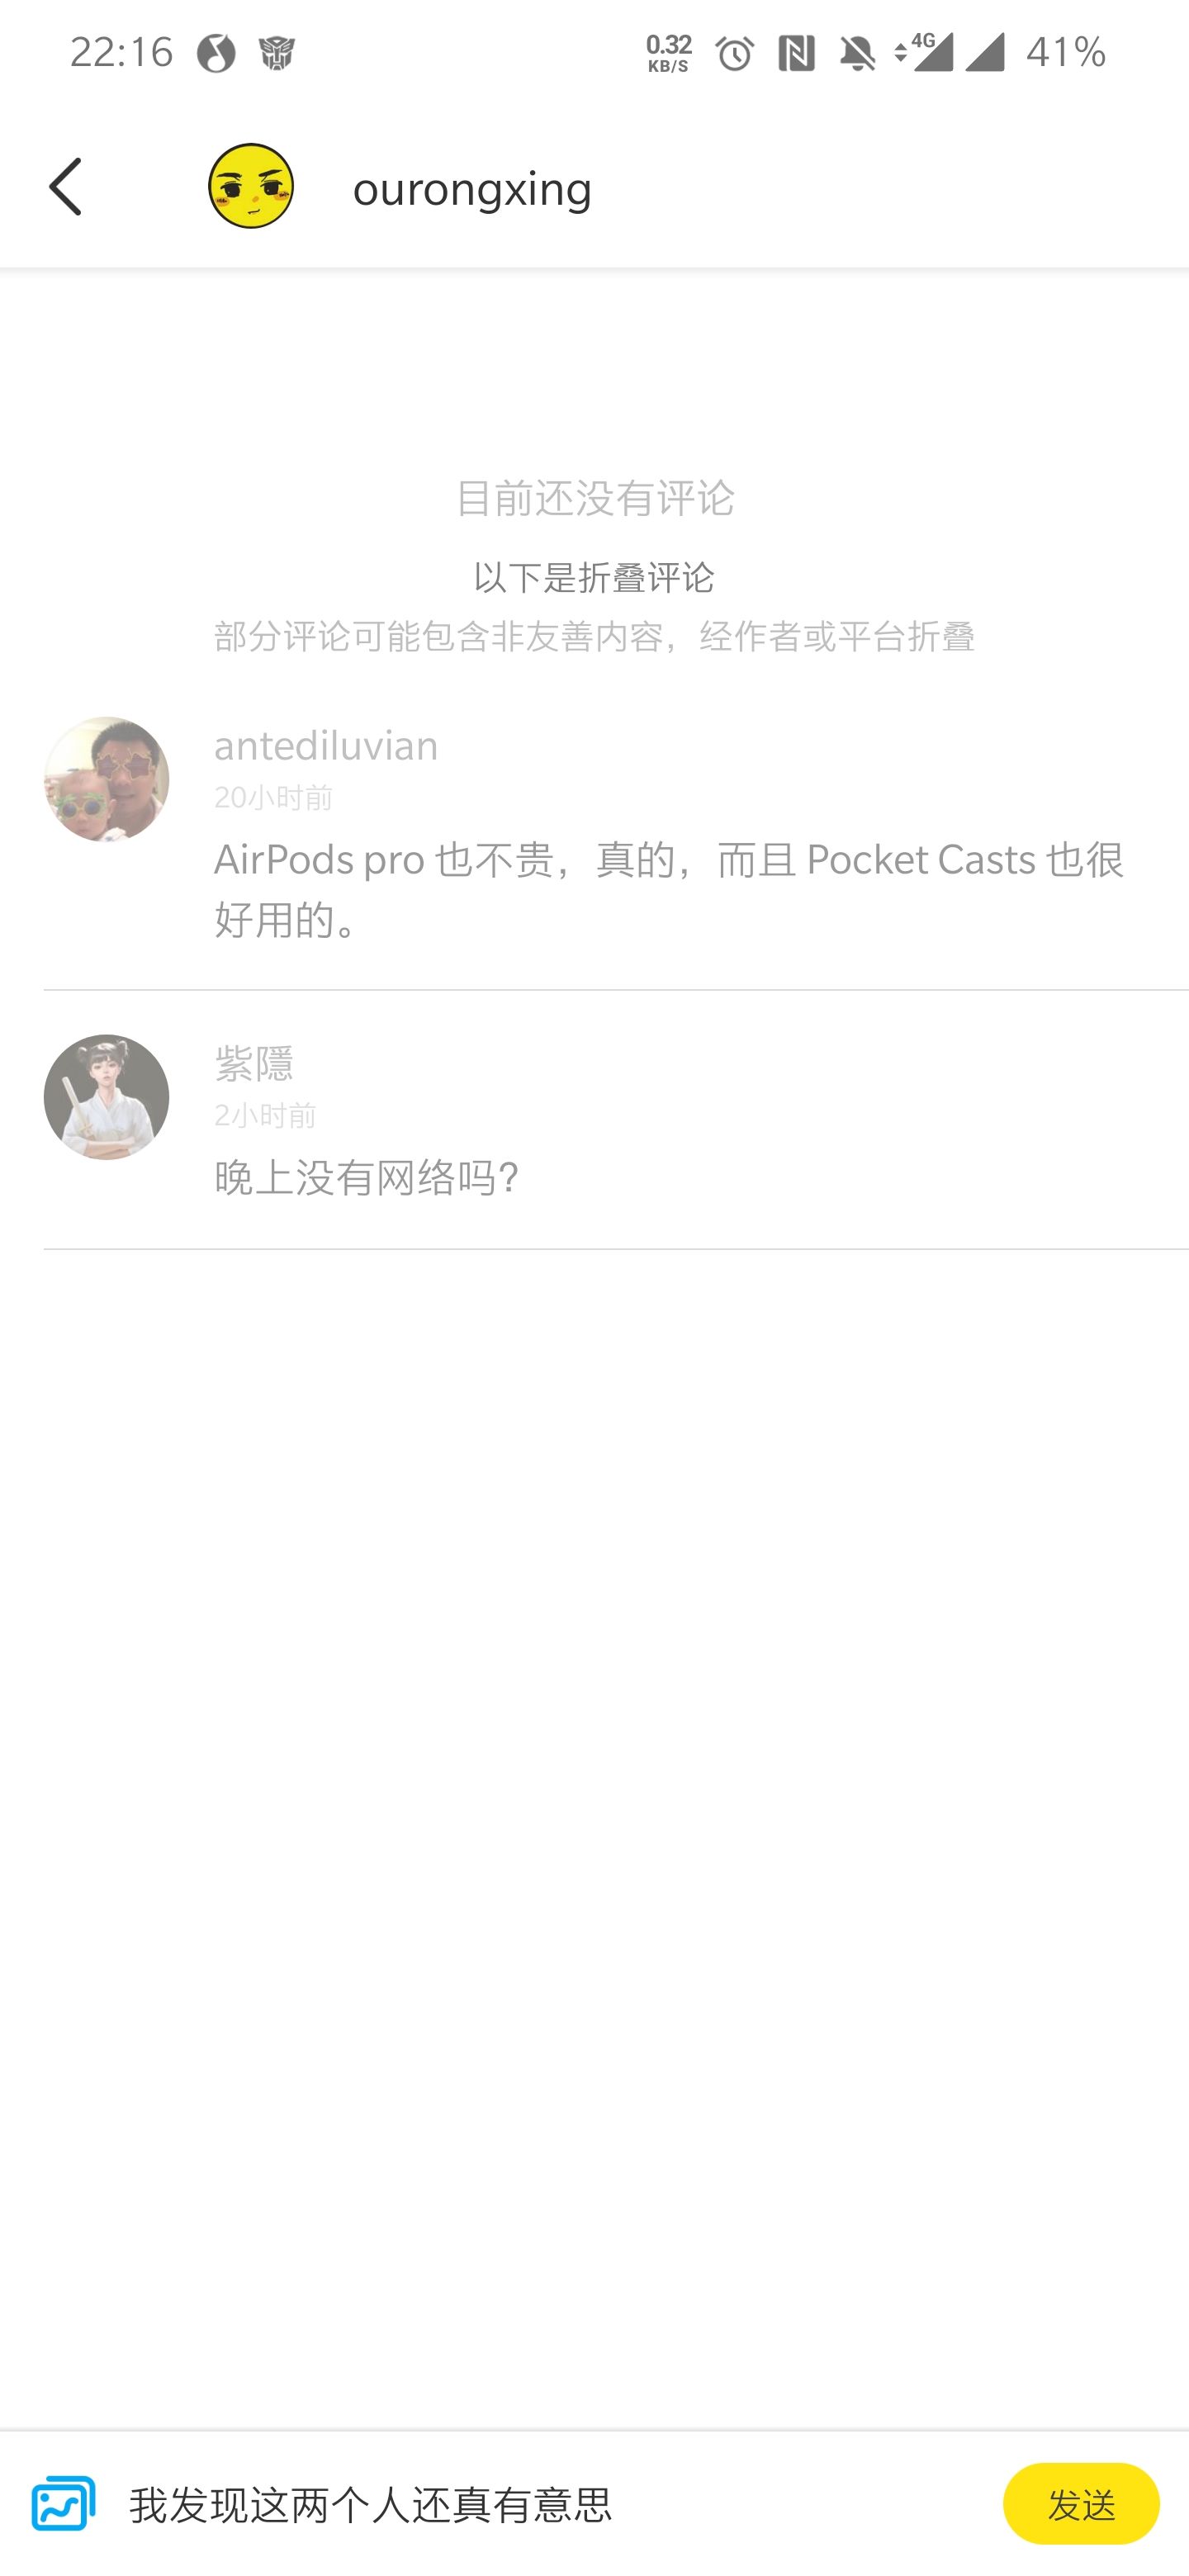 22:16
0.32
KB/S
4G
41%
ourongxing
目前还没有评论
以下是折叠评论
部分评论可能包含非友善内容，经作者或平台折叠
antediluvian
20小时前
AirPods pro 也不贵，真的，而且 Pocket Casts 也很
好用的。
紫隱
2小时前
晚上没有网络吗？
我发现这两个人还真有意思
发送